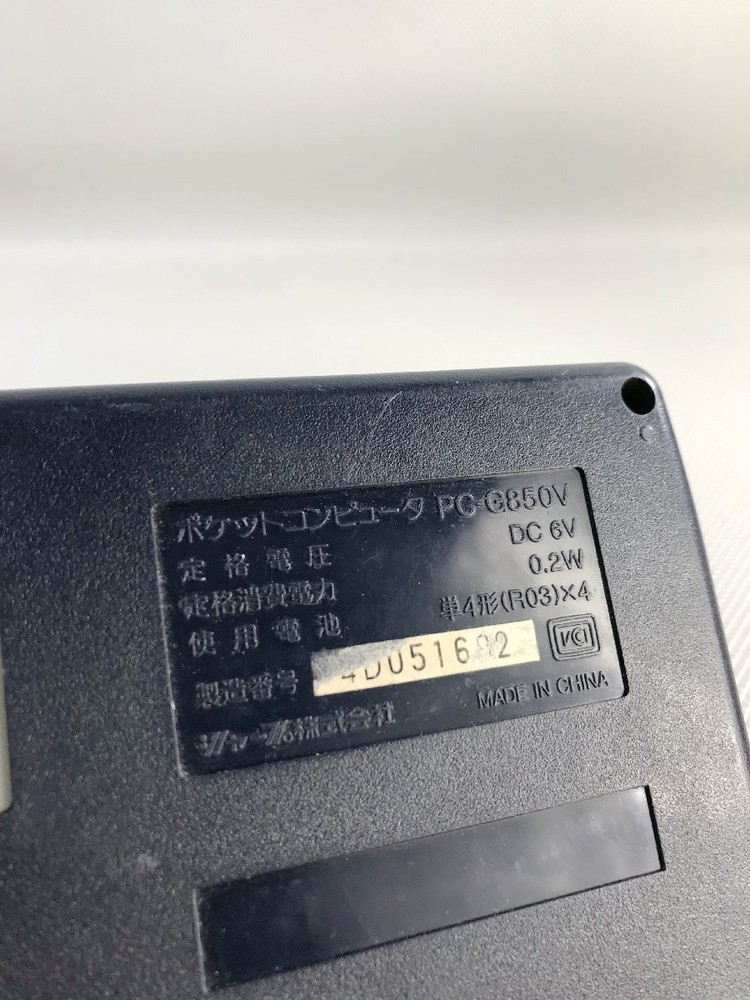 ポケットコンピュータ PC-G850V
定格電圧 DC 6V
定格消費電力 0.2W
使用電池 単4形(R03)×4
製造番号 4D051692
シャープ株式会社 MADE IN CHINA
VCCI